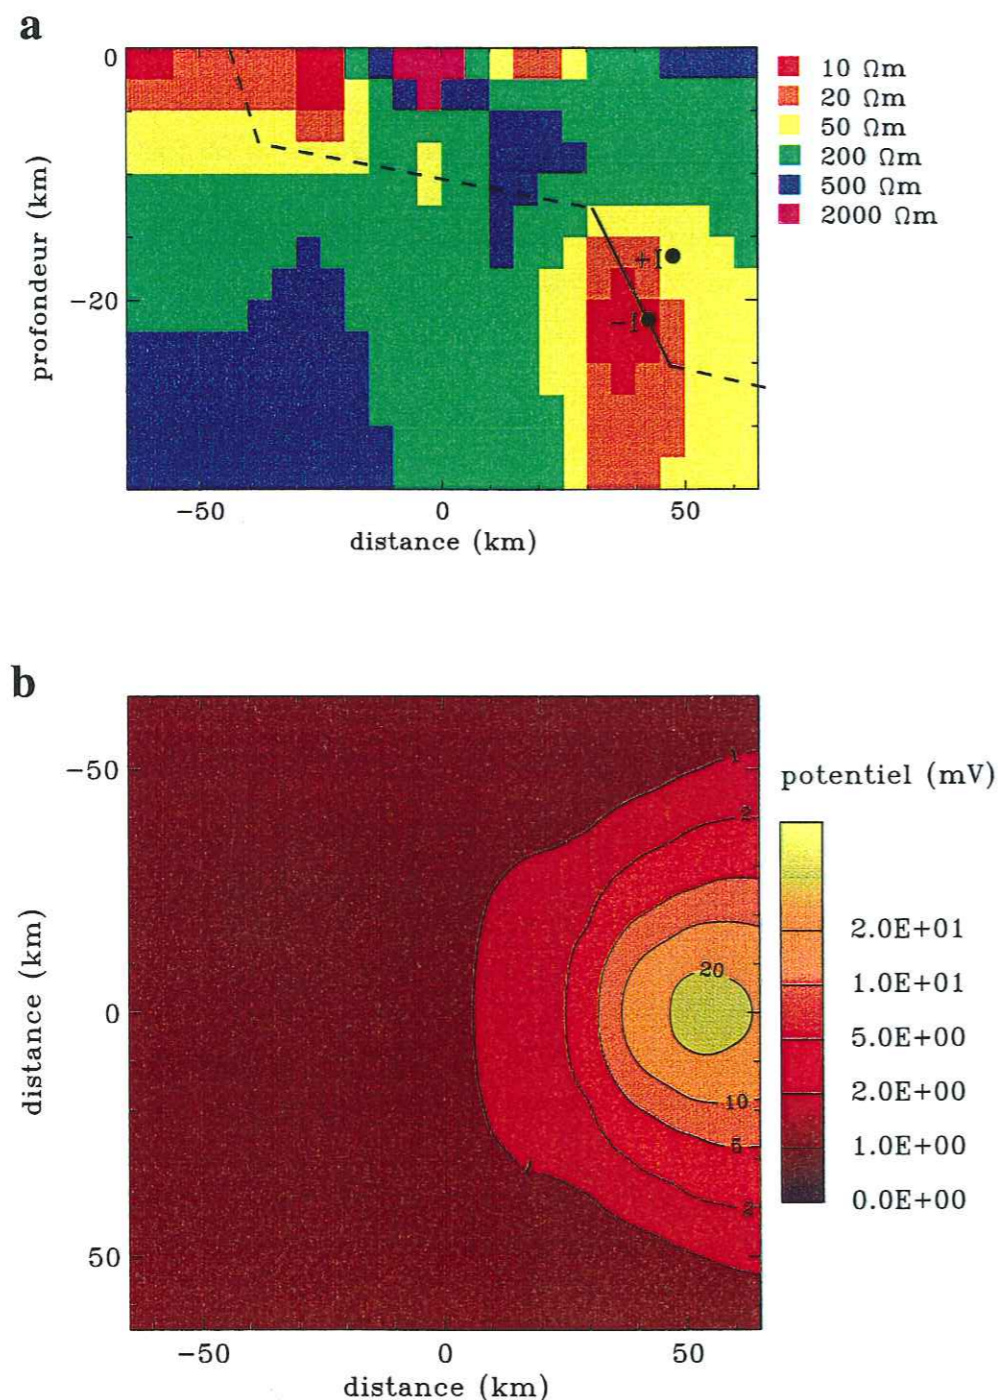 a
0
−20
profondeur (km)
−50 0 50
distance (km)
10 Ωm
20 Ωm
50 Ωm
200 Ωm
500 Ωm
2000 Ωm
+I
−I
b
−50
0
50
distance (km)
−50 0 50
distance (km)
1
2
20
10
5
2
1
potentiel (mV)
2.0E+01
1.0E+01
5.0E+00
2.0E+00
1.0E+00
0.0E+00